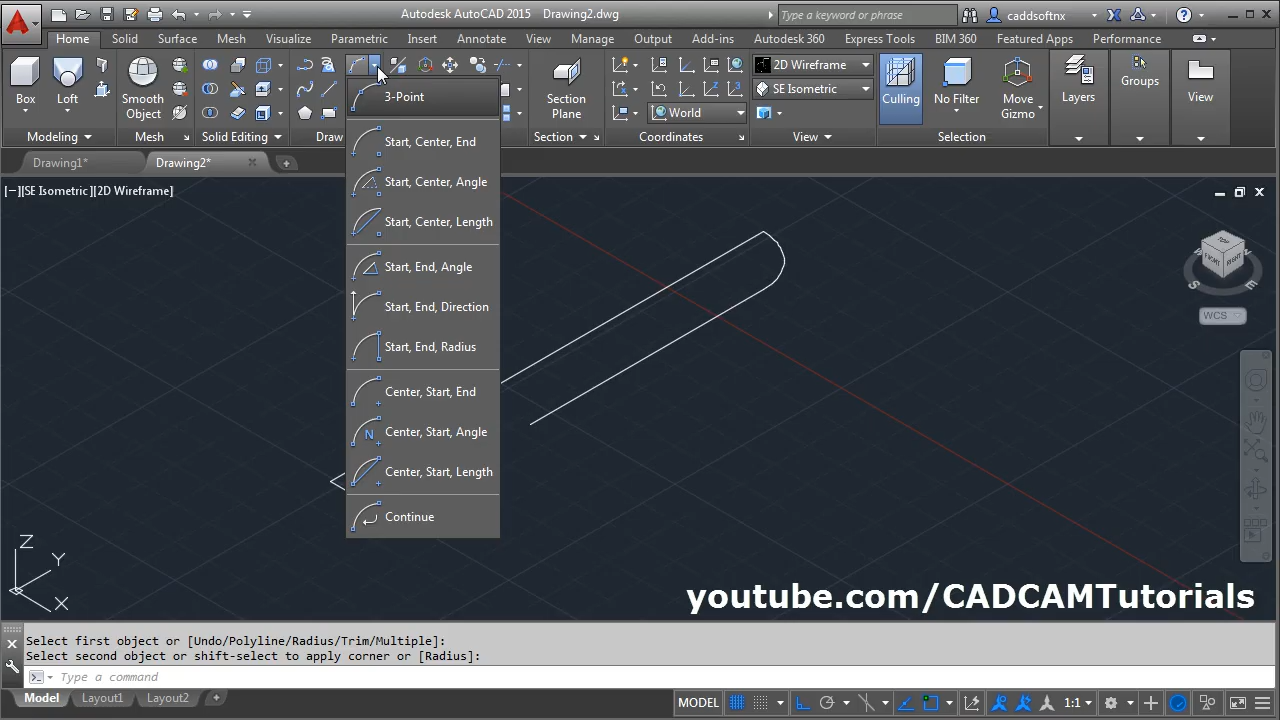 Autodesk AutoCAD 2015 Drawing2.dwg
Type a keyword or phrase
caddsoftnx
Home Solid Surface Mesh Visualize Parametric Insert Annotate View Manage Output Add-ins Autodesk 360 Express Tools BIM 360 Featured Apps Performance
Box
Loft
Smooth
Object
Section
Plane
World
2D Wireframe
SE Isometric
Culling
No Filter
Move
Gizmo
Layers
Groups
View
Modeling Mesh Solid Editing Draw Section Coordinates View Selection
Drawing1*
Drawing2*
[−][SE Isometric][2D Wireframe]
3-Point
Start, Center, End
Start, Center, Angle
Start, Center, Length
Start, End, Angle
Start, End, Direction
Start, End, Radius
Center, Start, End
Center, Start, Angle
Center, Start, Length
Continue
TOP
FRONT
RIGHT
S
E
WCS
Z
Y
X
youtube.com/CADCAMTutorials
Select first object or [Undo/Polyline/Radius/Trim/Multiple]:
Select second object or shift-select to apply corner or [Radius]:
Type a command
Model Layout1 Layout2
MODEL
1:1